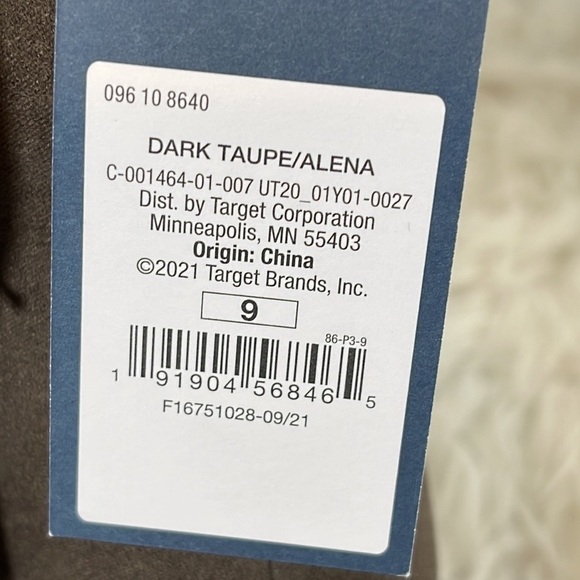 096 10 8640
DARK TAUPE/ALENA
C-001464-01-007 UT20_01Y01-0027
Dist. by Target Corporation
Minneapolis, MN 55403
Origin: China
©2021 Target Brands, Inc.
9
86-P3-9
1 91904 56846 5
F16751028-09/21